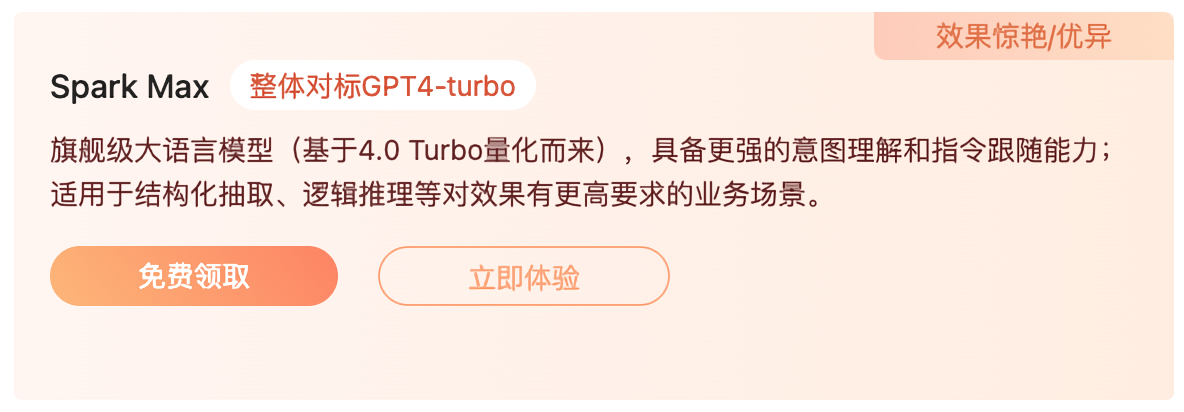 效果惊艳/优异
Spark Max 整体对标GPT4-turbo
旗舰级大语言模型（基于4.0 Turbo量化而来），具备更强的意图理解和指令跟随能力；
适用于结构化抽取、逻辑推理等对效果有更高要求的业务场景。
免费领取 立即体验